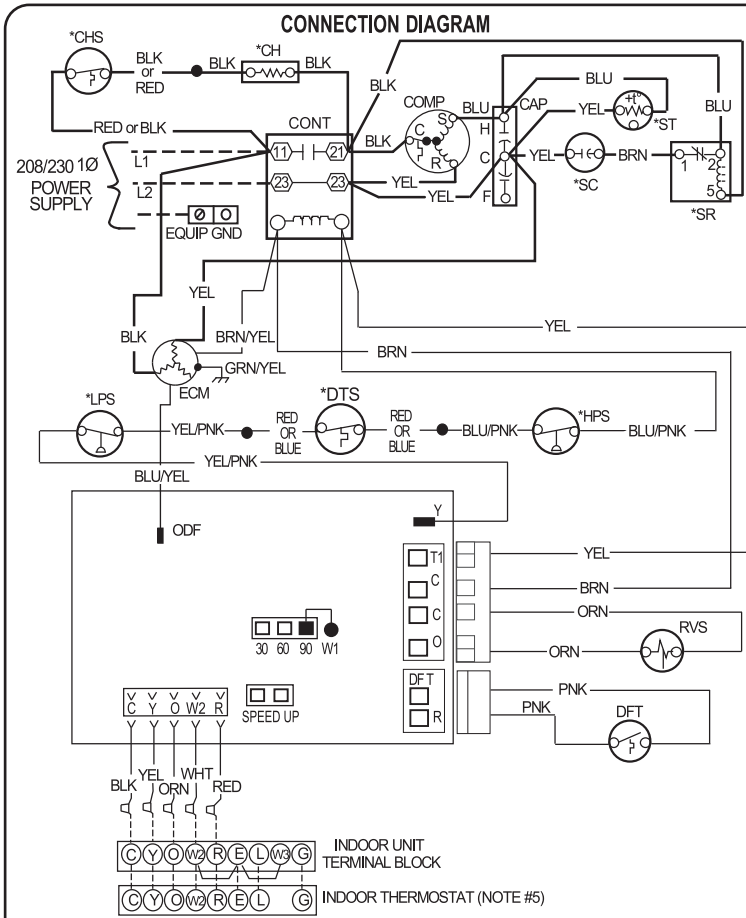 CONNECTION DIAGRAM
*CHS
BLK
or
RED
BLK
*CH
BLK
RED or BLK
CONT
BLK
COMP
BLU
CAP
BLU
+t°
*ST
YEL
BLU
L1
11
21
BLK
C
S
R
H
C
F
YEL
*SC
BRN
1
2
5
*SR
208/230 1Ø
POWER
SUPPLY
L2
23
23
YEL
YEL
EQUIP GND
YEL
BLK
BRN/YEL
GRN/YEL
ECM
YEL
BRN
*LPS
YEL/PNK
RED
OR
BLUE
*DTS
RED
OR
BLUE
BLU/PNK
*HPS
BLU/PNK
YEL/PNK
BLU/YEL
ODF
Y
T1
C
C
O
YEL
BRN
ORN
ORN
RVS
30 60 90 W1
DFT
R
PNK
PNK
DFT
C Y O W2 R
SPEED UP
BLK
YEL
ORN
WHT
RED
C Y O W2 R E L W3 G
INDOOR UNIT
TERMINAL BLOCK
C Y O W2 R E L G
INDOOR THERMOSTAT (NOTE #5)